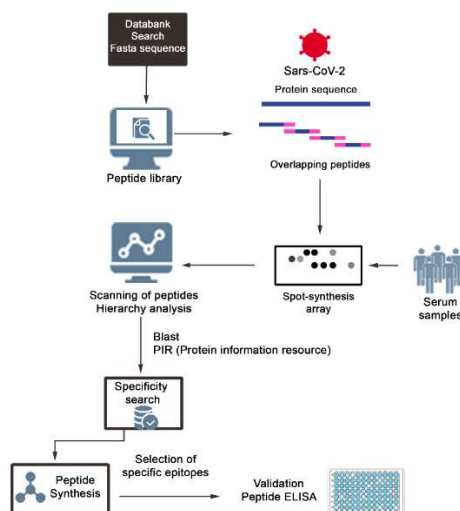 Databank
Search
Fasta sequence
Sars-CoV-2
Protein sequence
Peptide library
Overlapping peptides
Scanning of peptides
Hierarchy analysis
Spot-synthesis
array
Serum
samples
Blast
PIR (Protein information resource)
Specificity
search
Peptide
Synthesis
Selection of
specific epitopes
Validation
Peptide ELISA